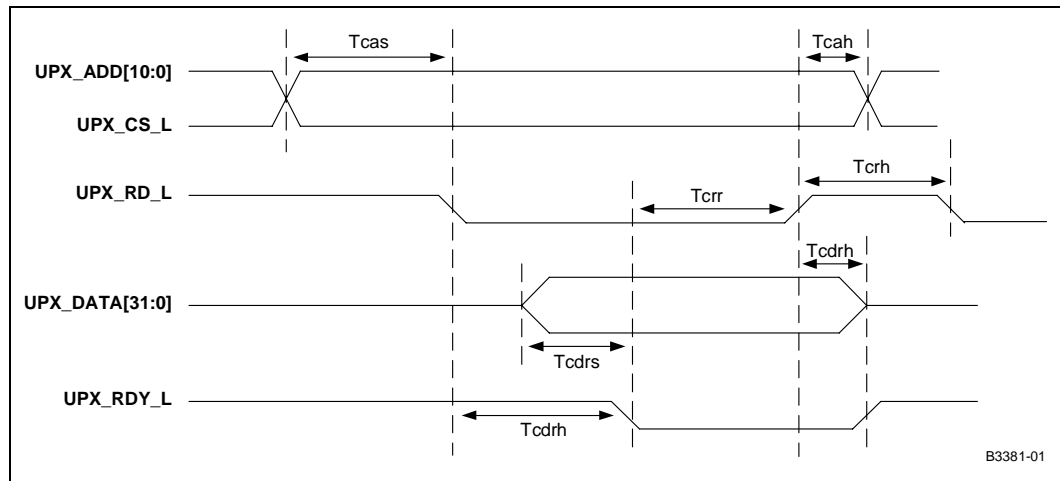 Tcas
Tcah
UPX_ADD[10:0]
UPX_CS_L
UPX_RD_L
Tcrr
Tcrh
Tcdrh
UPX_DATA[31:0]
Tcdrs
UPX_RDY_L
Tcdrh
B3381-01